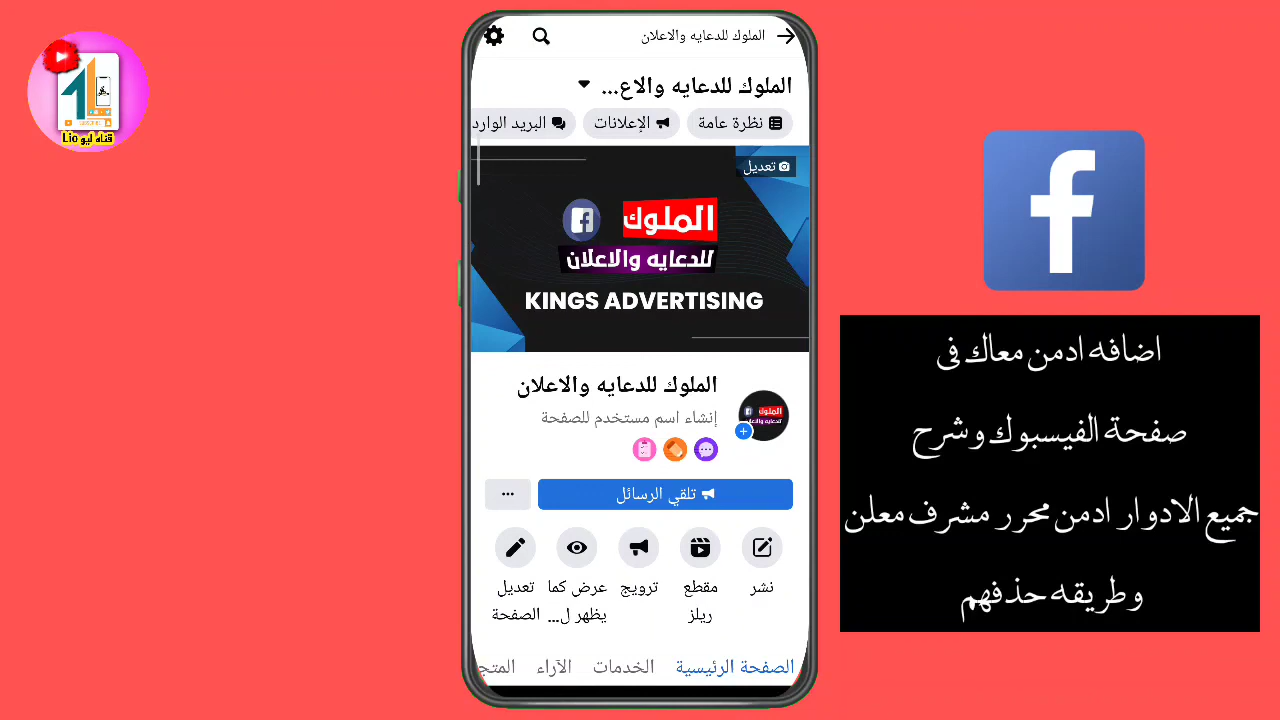 قناه ليو Lio
الملوك للدعايه والاعلان
الملوك للدعايه والاع...
نظرة عامة
الإعلانات
البريد الوارد
تعديل
الملوك
للدعايه والاعلان
KINGS ADVERTISING
الملوك للدعايه والاعلان
إنشاء اسم مستخدم للصفحة
تلقي الرسائل
نشر
مقطع ريلز
ترويج
عرض كما يظهر ل...
تعديل الصفحة
الصفحة الرئيسية
الخدمات
الآراء
المتج
اضافه ادمن معاك فى
صفحة الفيسبوك وشرح
جميع الادوار ادمن محرر مشرف معلن
وطريقه حذفهم